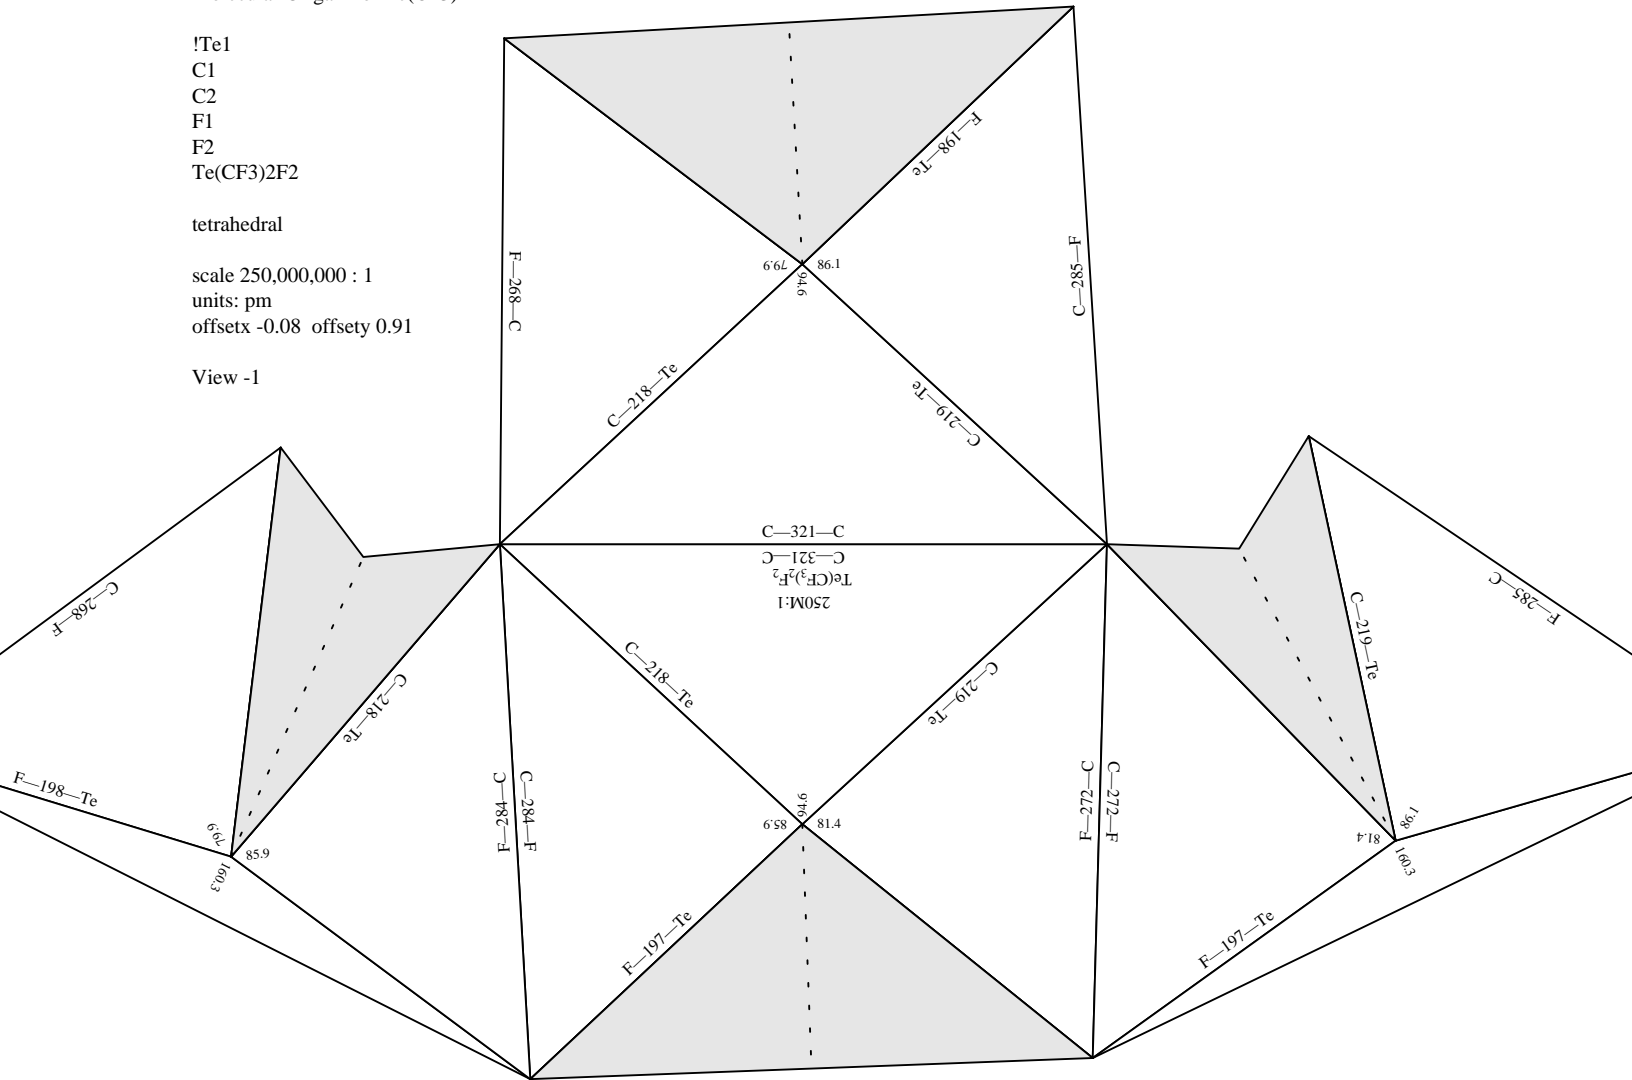 !Te1
C1
C2
F1
F2
Te(CF3)2F2
tetrahedral
scale 250,000,000 : 1
units: pm
offsetx -0.08 offsety 0.91
View -1
F—198—Te
F—268—C
C—285—F
79.9
86.1
94.6
C—218—Te
C—219—Te
C—321—C
C—321—C
Te(CF3)2F2
250M:1
C—268—F
C—218—Te
F—198—Te
79.9
85.9
160.3
C—218—Te
C—219—Te
F—284—C
C—284—F
F—272—C
C—272—F
94.6
85.9
81.4
F—197—Te
C—219—Te
F—285—C
86.1
81.4
160.3
F—197—Te